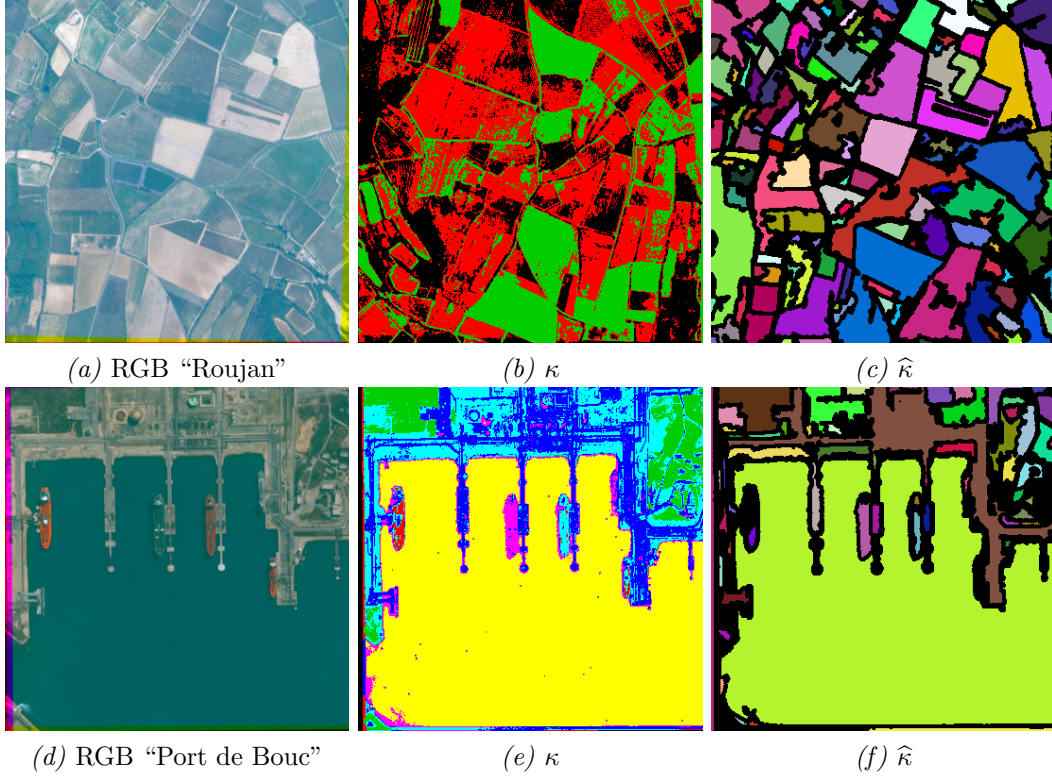 (a) RGB “Roujan”
(b) κ
(c) κ̂
(d) RGB “Port de Bouc”
(e) κ
(f) κ̂